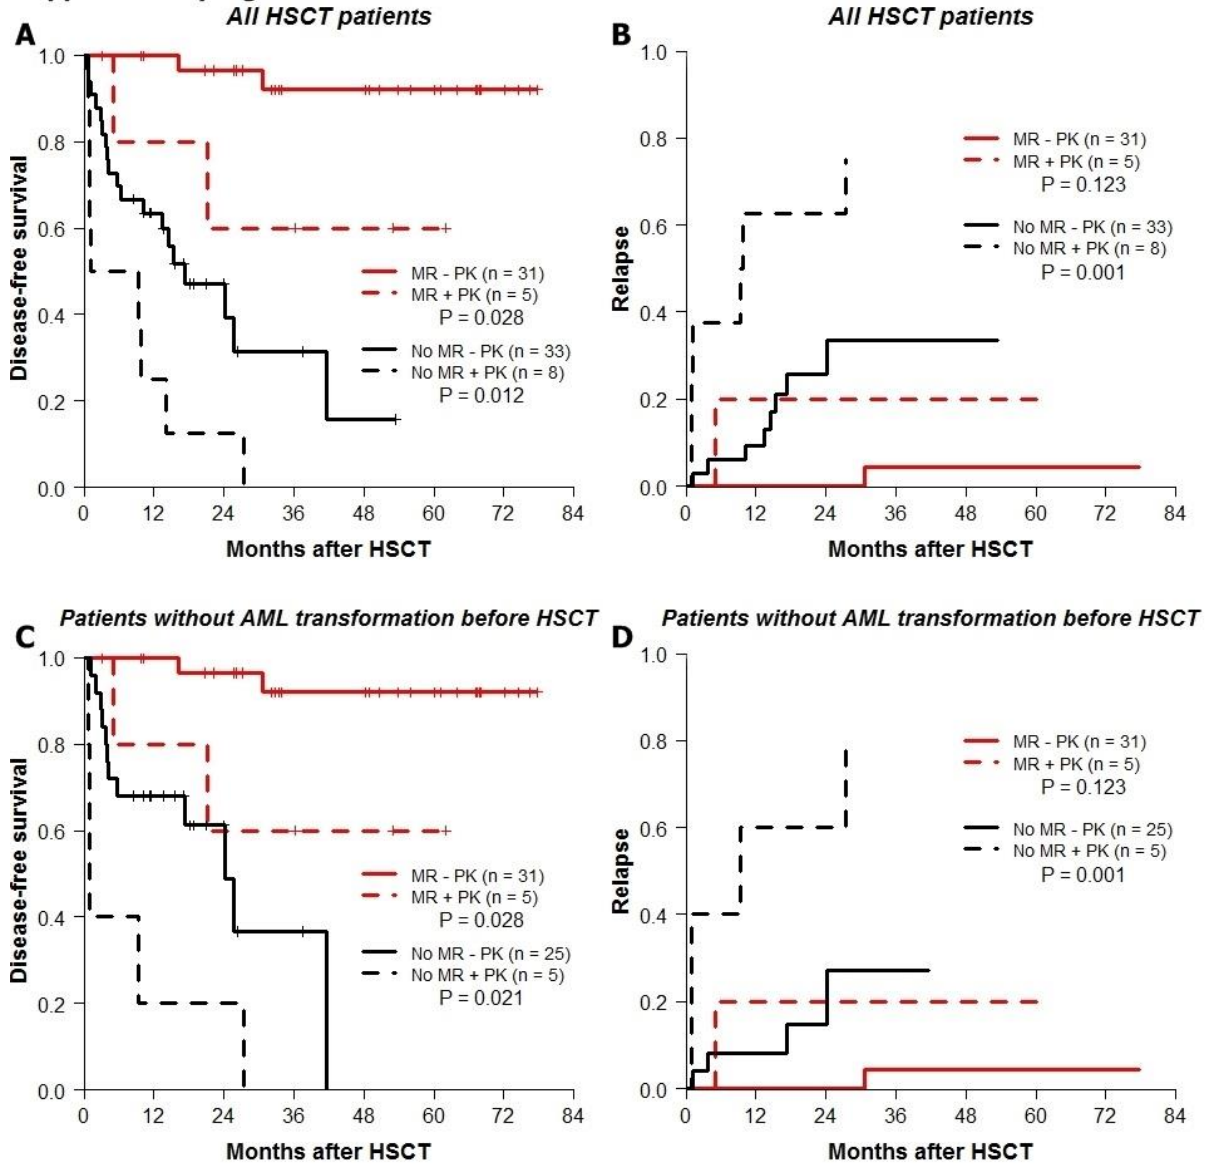 A
All HSCT patients
1.0
0.8
0.6
0.4
0.2
0.0
Disease-free survival
MR - PK (n = 31)
MR + PK (n = 5)
P = 0.028
No MR - PK (n = 33)
No MR + PK (n = 8)
P = 0.012
0 12 24 36 48 60 72 84
Months after HSCT
B
All HSCT patients
1.0
0.8
0.6
0.4
0.2
0.0
Relapse
MR - PK (n = 31)
MR + PK (n = 5)
P = 0.123
No MR - PK (n = 33)
No MR + PK (n = 8)
P = 0.001
0 12 24 36 48 60 72 84
Months after HSCT
C
Patients without AML transformation before HSCT
1.0
0.8
0.6
0.4
0.2
0.0
Disease-free survival
MR - PK (n = 31)
MR + PK (n = 5)
P = 0.028
No MR - PK (n = 25)
No MR + PK (n = 5)
P = 0.021
0 12 24 36 48 60 72 84
Months after HSCT
D
Patients without AML transformation before HSCT
1.0
0.8
0.6
0.4
0.2
0.0
Relapse
MR - PK (n = 31)
MR + PK (n = 5)
P = 0.123
No MR - PK (n = 25)
No MR + PK (n = 5)
P = 0.001
0 12 24 36 48 60 72 84
Months after HSCT